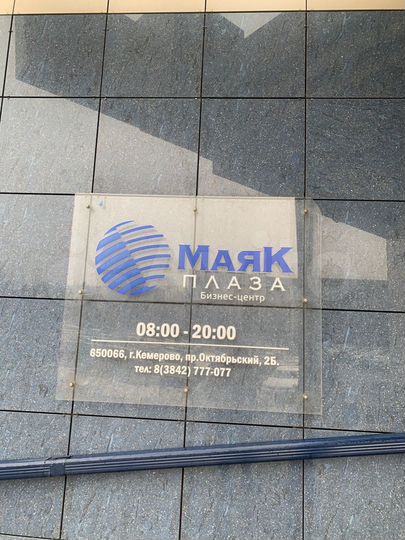 МаяК
ПЛАЗА
Бизнес-центр
08:00 - 20:00
650066, г.Кемерово, пр.Октябрьский, 2Б.
тел: 8(3842) 777-077